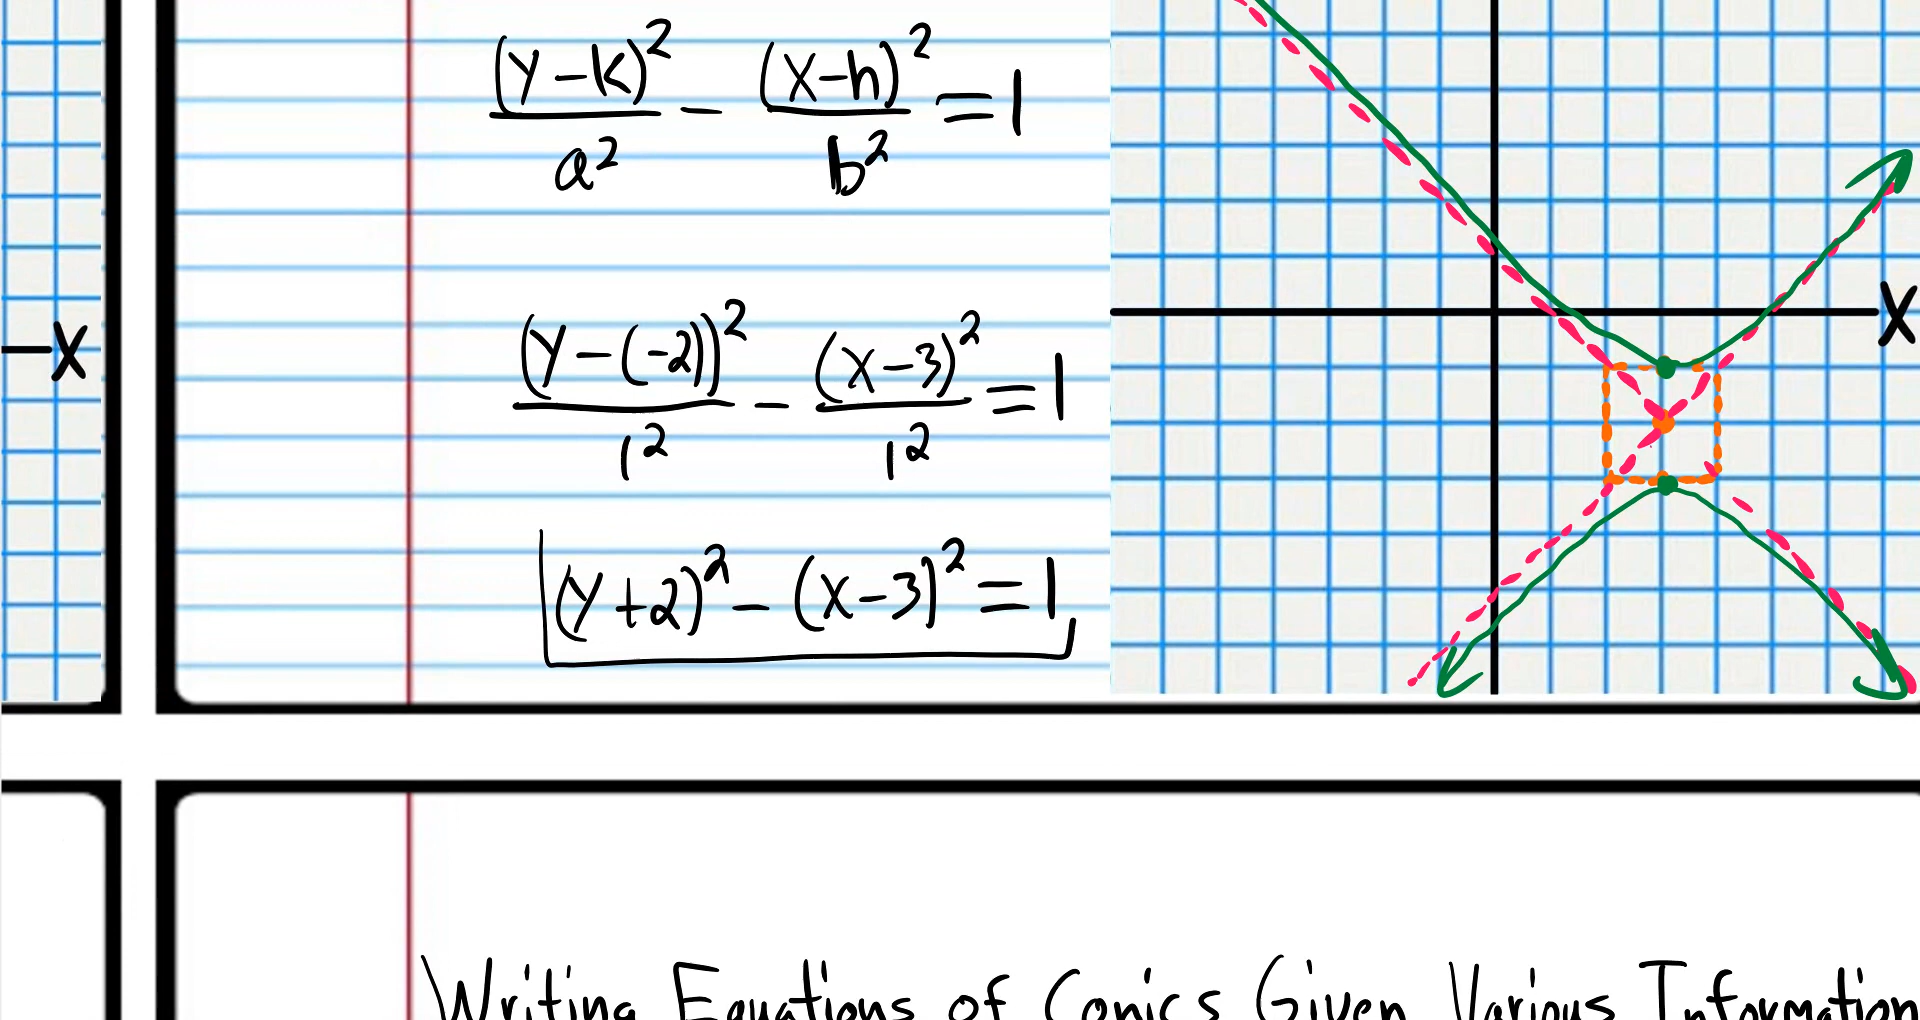 (y-k)²/a² - (x-h)²/b² = 1
(y-(-2))²/1² - (x-3)²/1² = 1
x
x
(y+2)² - (x-3)² = 1
Writing Equations of Conics Given Various Information